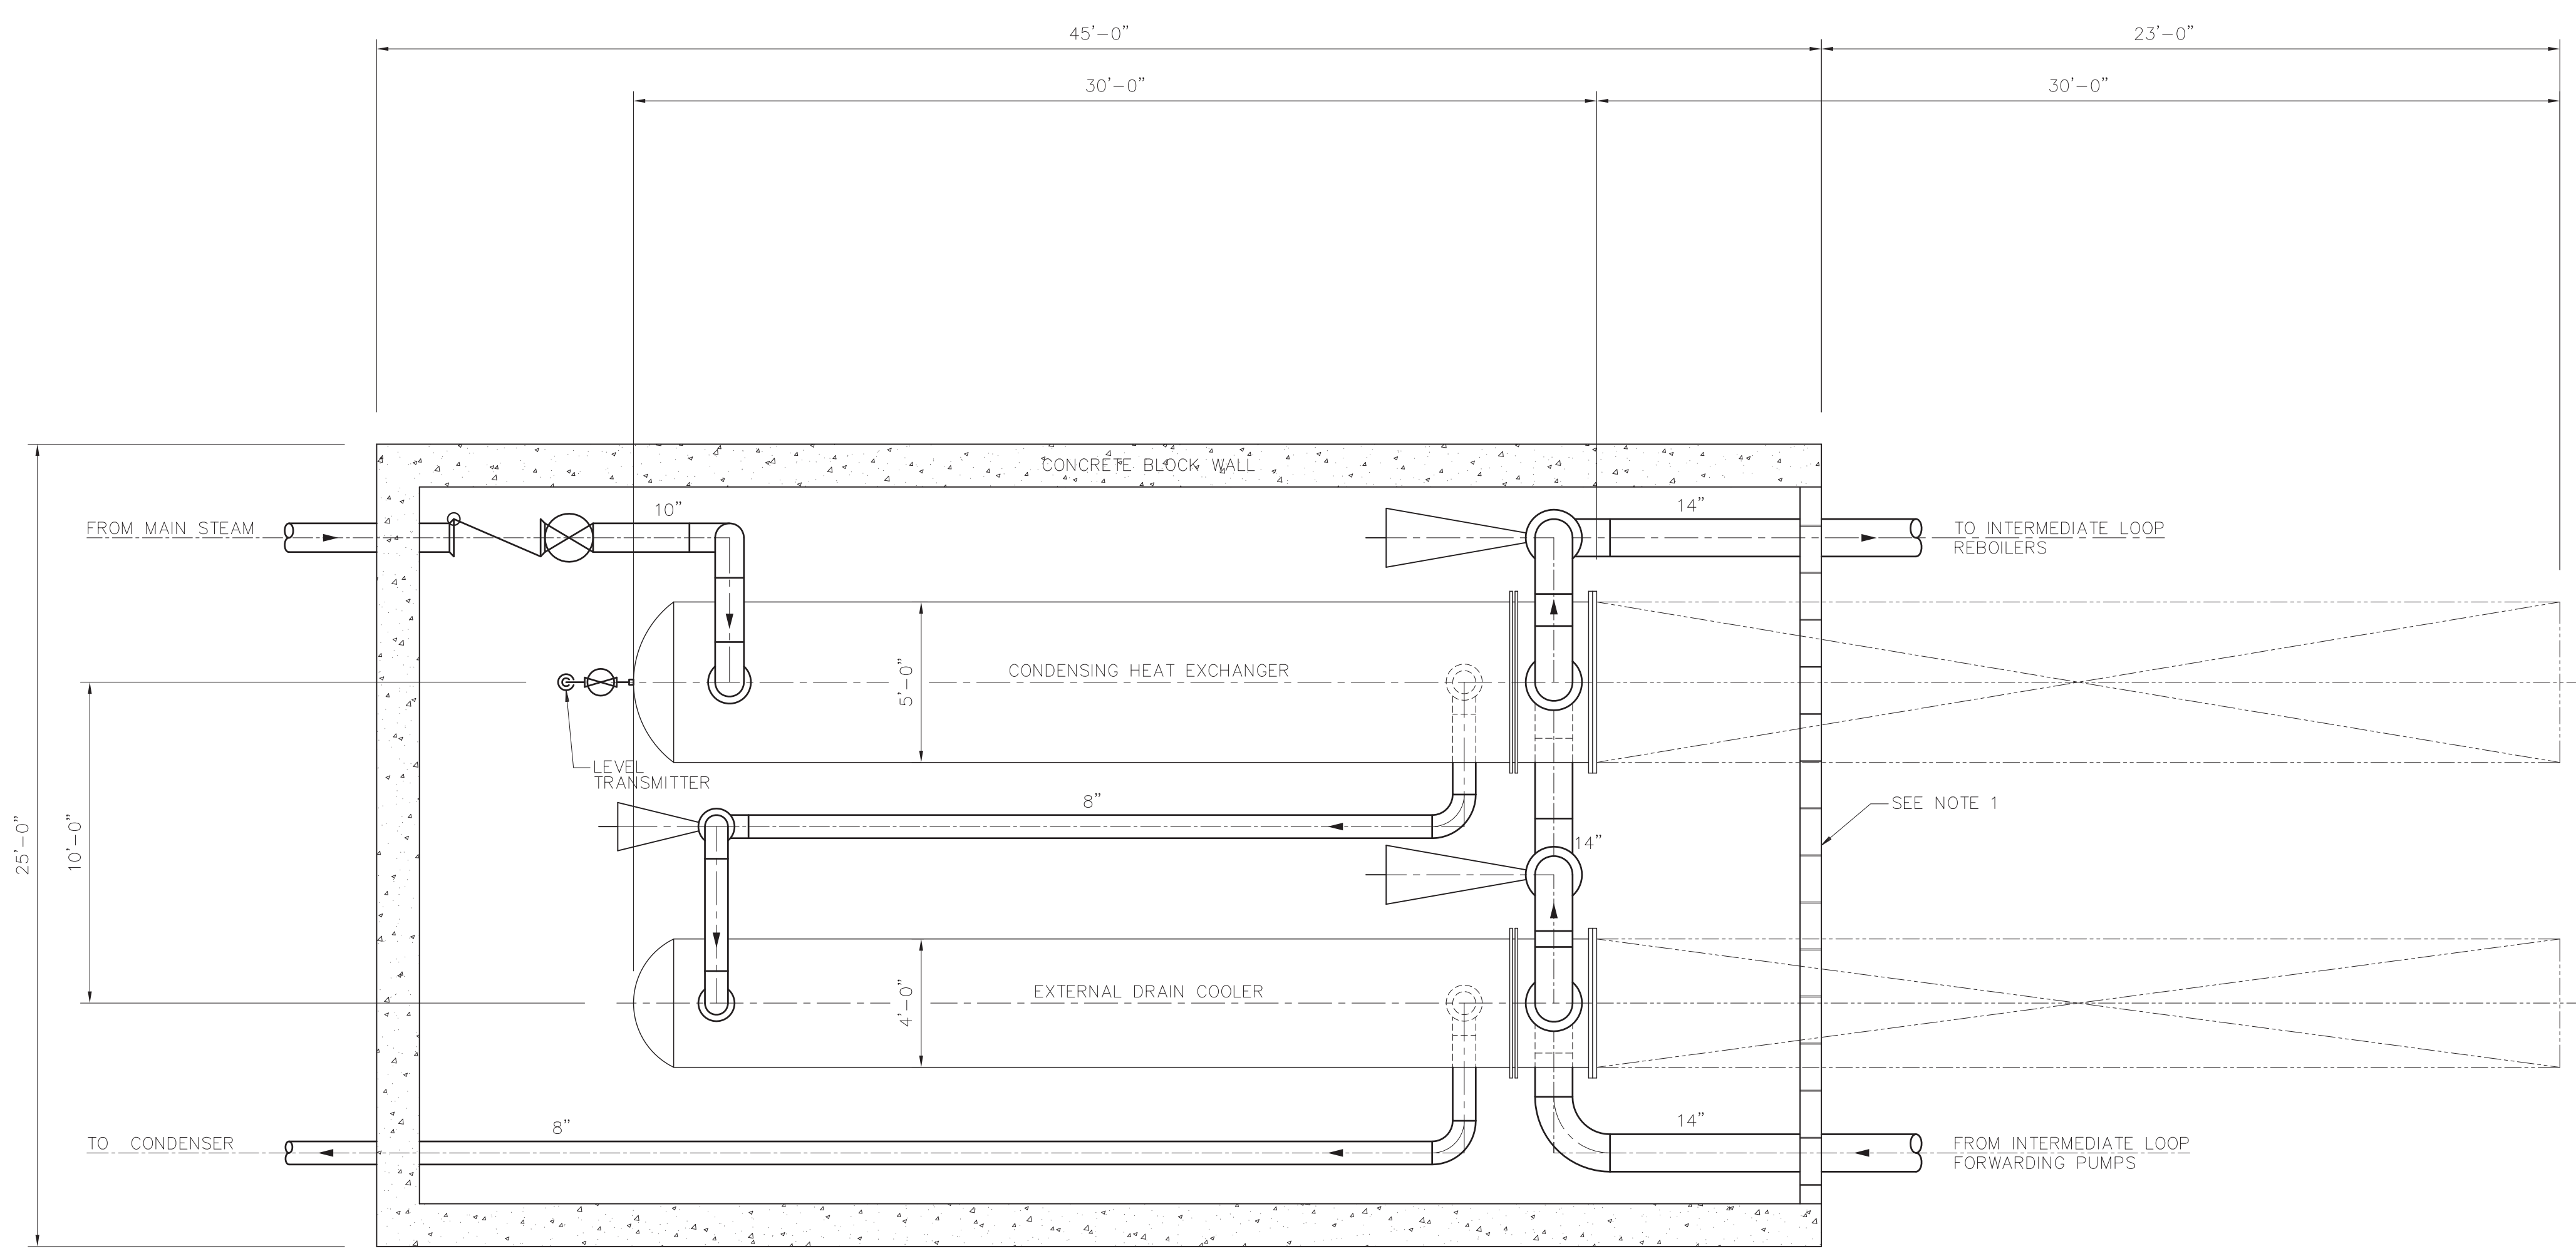 45'-0" 23'-0"
30'-0" 30'-0"
CONCRETE BLOCK WALL
10" 14"
FROM MAIN STEAM
TO INTERMEDIATE LOOP
REBOILERS
CONDENSING HEAT EXCHANGER
5'-0"
LEVEL
TRANSMITTER
8"
SEE NOTE 1
25'-0"
10'-0"
14"
EXTERNAL DRAIN COOLER
4'-0"
8" 14"
TO CONDENSER
FROM INTERMEDIATE LOOP
FORWARDING PUMPS